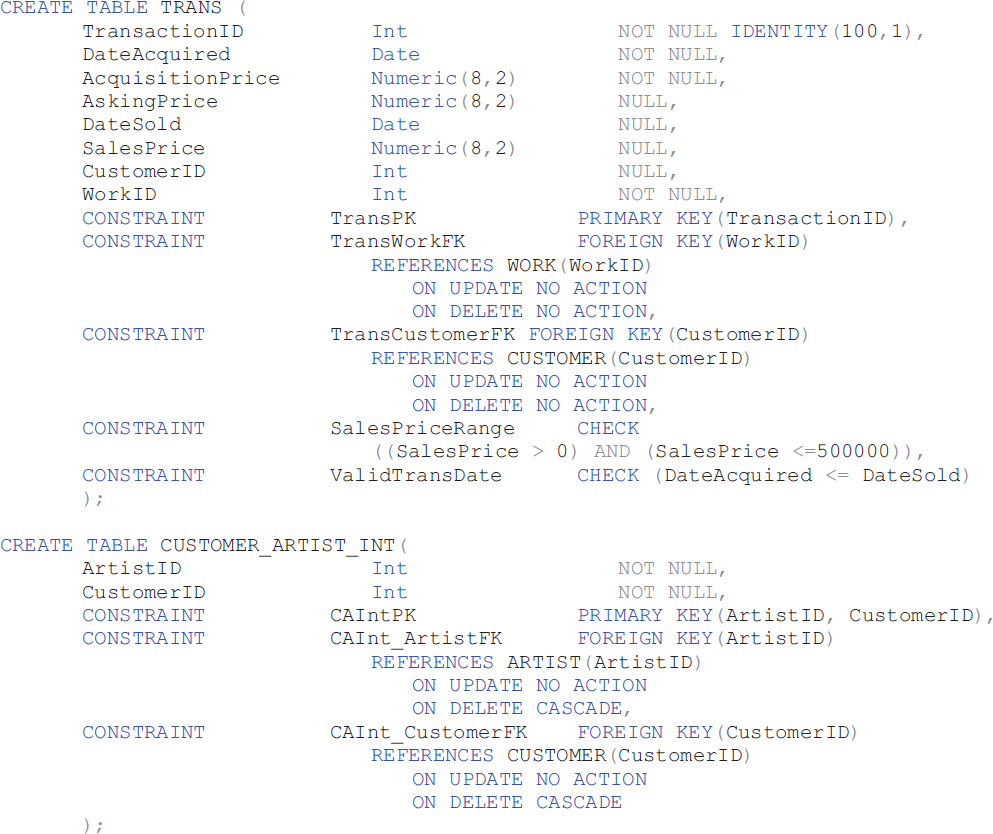 CREATE TABLE TRANS (
TransactionID Int NOT NULL IDENTITY(100,1),
DateAcquired Date NOT NULL,
AcquisitionPrice Numeric(8,2) NOT NULL,
AskingPrice Numeric(8,2) NULL,
DateSold Date NULL,
SalesPrice Numeric(8,2) NULL,
CustomerID Int NULL,
WorkID Int NOT NULL,
CONSTRAINT TransPK PRIMARY KEY(TransactionID),
CONSTRAINT TransWorkFK FOREIGN KEY(WorkID)
REFERENCES WORK(WorkID)
ON UPDATE NO ACTION
ON DELETE NO ACTION,
CONSTRAINT TransCustomerFK FOREIGN KEY(CustomerID)
REFERENCES CUSTOMER(CustomerID)
ON UPDATE NO ACTION
ON DELETE NO ACTION,
CONSTRAINT SalesPriceRange CHECK
((SalesPrice > 0) AND (SalesPrice <=500000)),
CONSTRAINT ValidTransDate CHECK (DateAcquired <= DateSold)
);
CREATE TABLE CUSTOMER_ARTIST_INT(
ArtistID Int NOT NULL,
CustomerID Int NOT NULL,
CONSTRAINT CAIntPK PRIMARY KEY(ArtistID, CustomerID),
CONSTRAINT CAInt_ArtistFK FOREIGN KEY(ArtistID)
REFERENCES ARTIST(ArtistID)
ON UPDATE NO ACTION
ON DELETE CASCADE,
CONSTRAINT CAInt_CustomerFK FOREIGN KEY(CustomerID)
REFERENCES CUSTOMER(CustomerID)
ON UPDATE NO ACTION
ON DELETE CASCADE
);